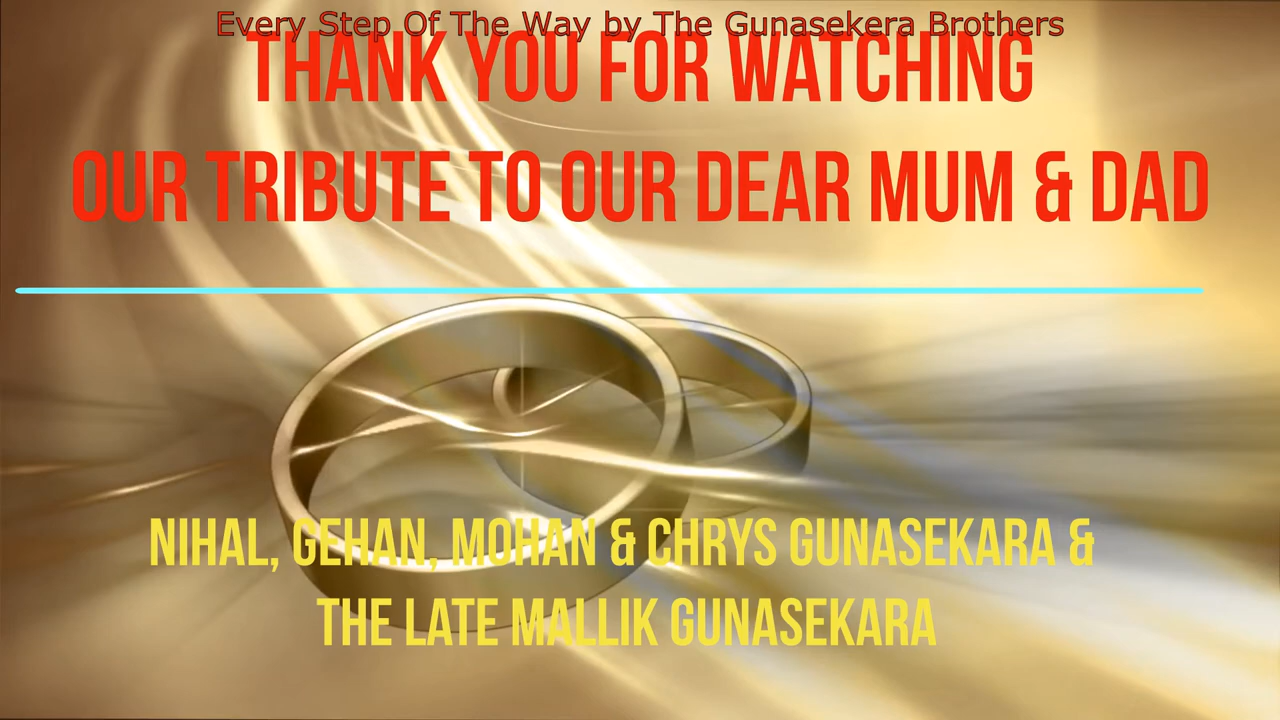 Every Step Of The Way by The Gunasekera Brothers
THANK YOU FOR WATCHING
OUR TRIBUTE TO OUR DEAR MUM & DAD
NIHAL, GEHAN, MOHAN & CHRYS GUNASEKARA &
THE LATE MALLIK GUNASEKARA